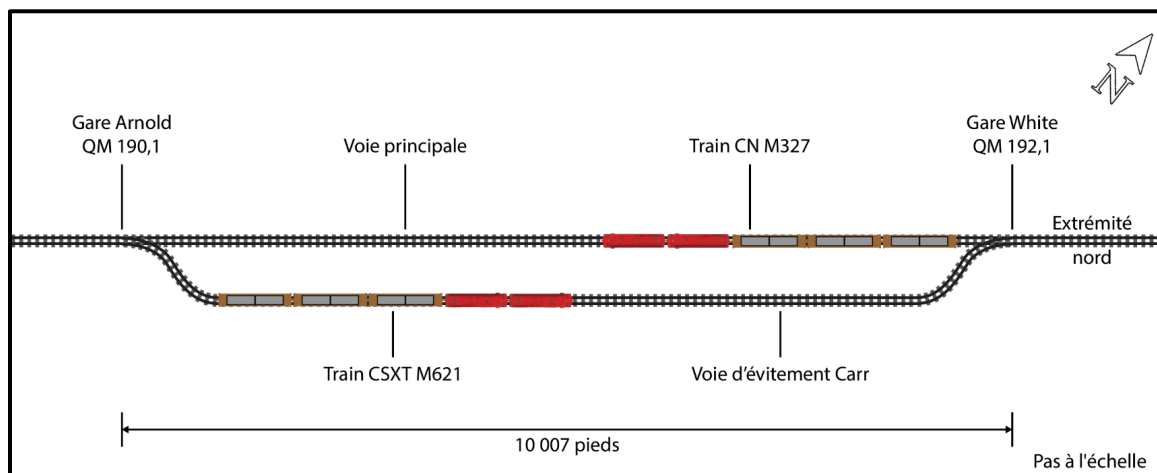 N
Gare Arnold
QM 190,1
Voie principale
Train CN M327
Gare White
QM 192,1
Extrémité
nord
Train CSXT M621
Voie d’évitement Carr
10 007 pieds
Pas à l'échelle